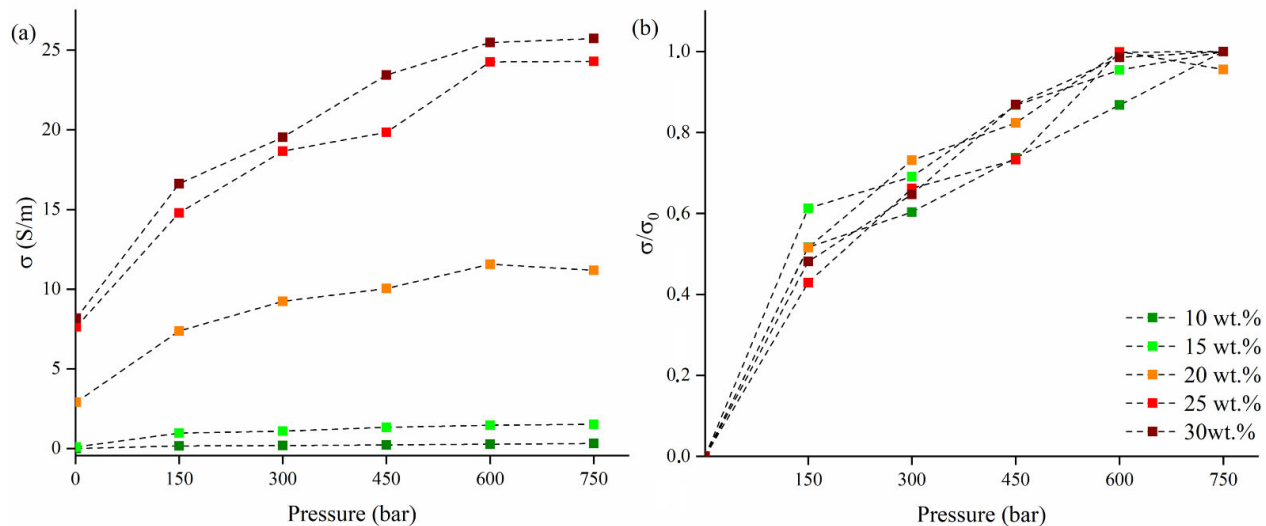 (a)
25
20
15
10
5
0
σ (S/m)
0 150 300 450 600 750
Pressure (bar)
(b)
1.0
0.8
0.6
0.4
0.2
0.0
σ/σ₀
150 300 450 600 750
Pressure (bar)
10 wt.%
15 wt.%
20 wt.%
25 wt.%
30wt.%